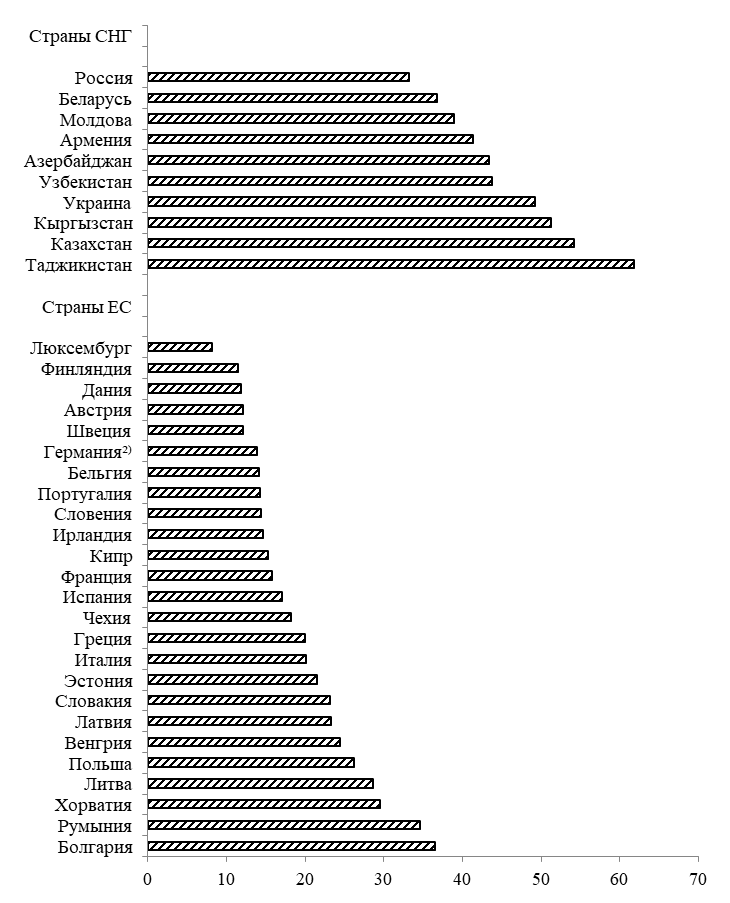 Страны СНГ
Россия
Беларусь
Молдова
Армения
Азербайджан
Узбекистан
Украина
Кыргызстан
Казахстан
Таджикистан
Страны ЕС
Люксембург
Финляндия
Дания
Австрия
Швеция
Германия²⁾
Бельгия
Португалия
Словения
Ирландия
Кипр
Франция
Испания
Чехия
Греция
Италия
Эстония
Словакия
Латвия
Венгрия
Польша
Литва
Хорватия
Румыния
Болгария
0 10 20 30 40 50 60 70